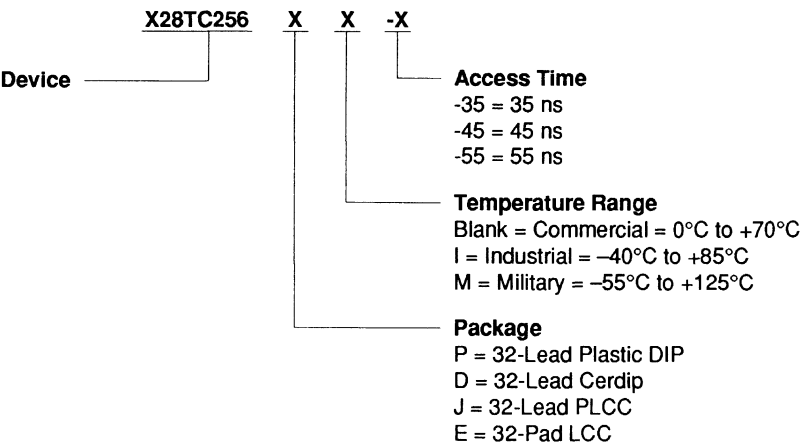 X28TC256 X X -X
Device
Access Time
-35 = 35 ns
-45 = 45 ns
-55 = 55 ns
Temperature Range
Blank = Commercial = 0°C to +70°C
I = Industrial = –40°C to +85°C
M = Military = –55°C to +125°C
Package
P = 32-Lead Plastic DIP
D = 32-Lead Cerdip
J = 32-Lead PLCC
E = 32-Pad LCC